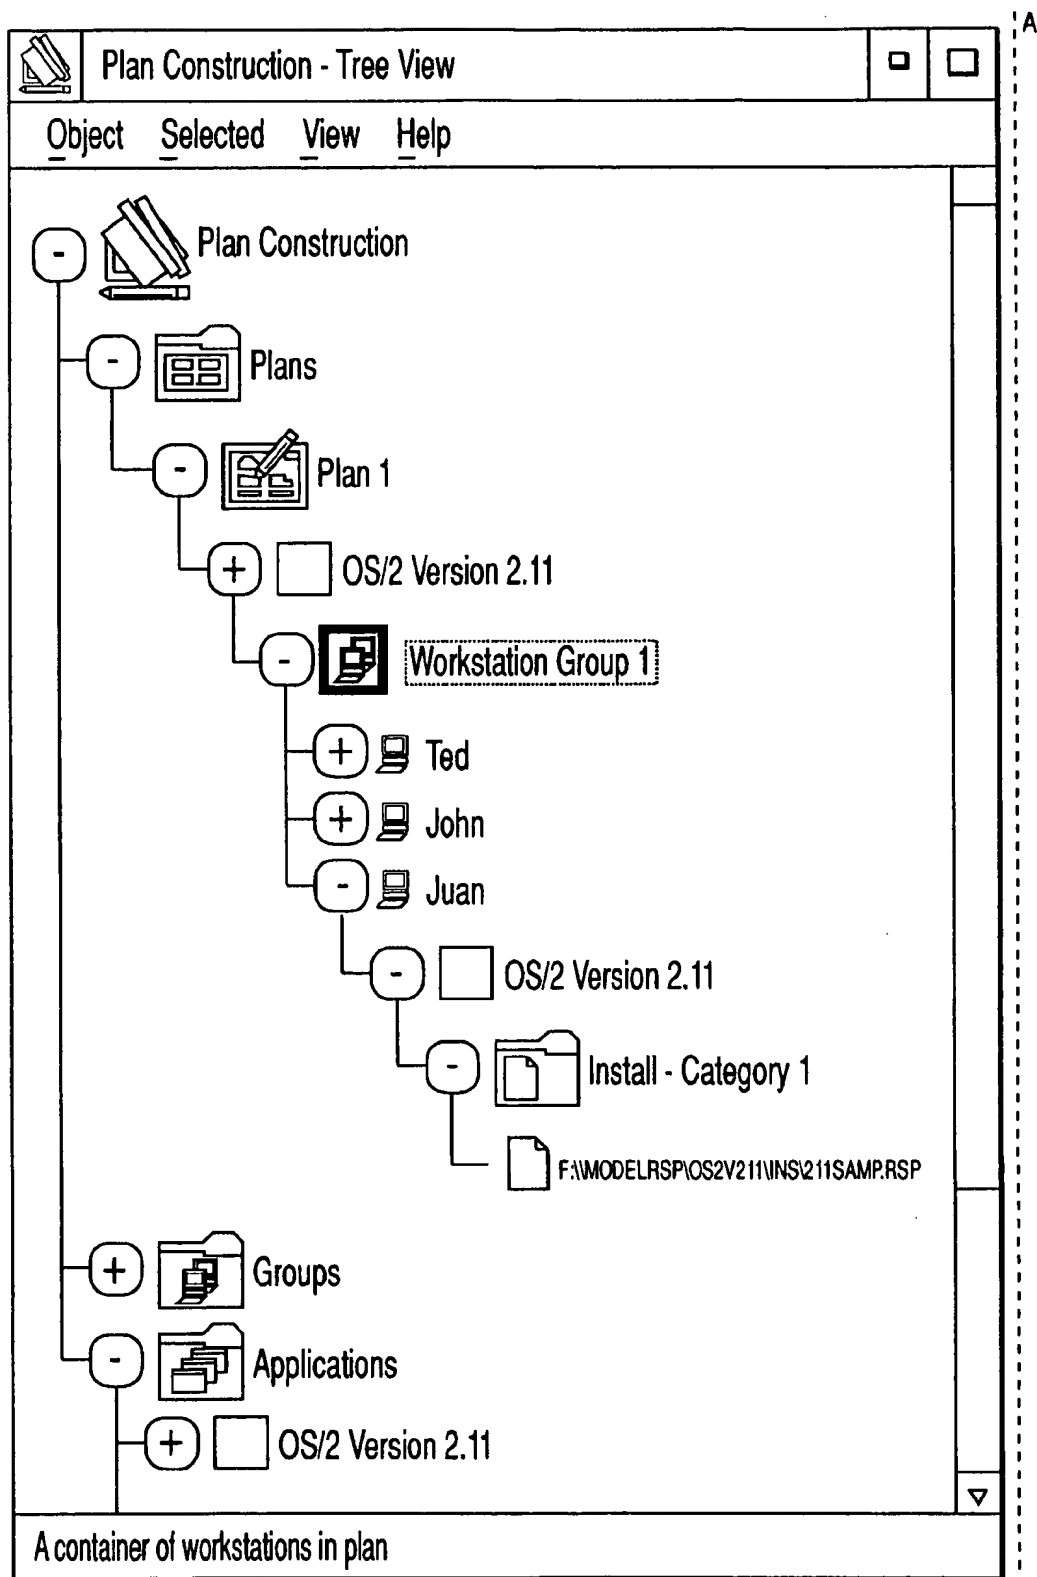 A
Plan Construction - Tree View
Object Selected View Help
Plan Construction
Plans
Plan 1
OS/2 Version 2.11
Workstation Group 1
Ted
John
Juan
OS/2 Version 2.11
Install - Category 1
F:\\MODELRSP\OS2V211\INS\211SAMP.RSP
Groups
Applications
OS/2 Version 2.11
A container of workstations in plan